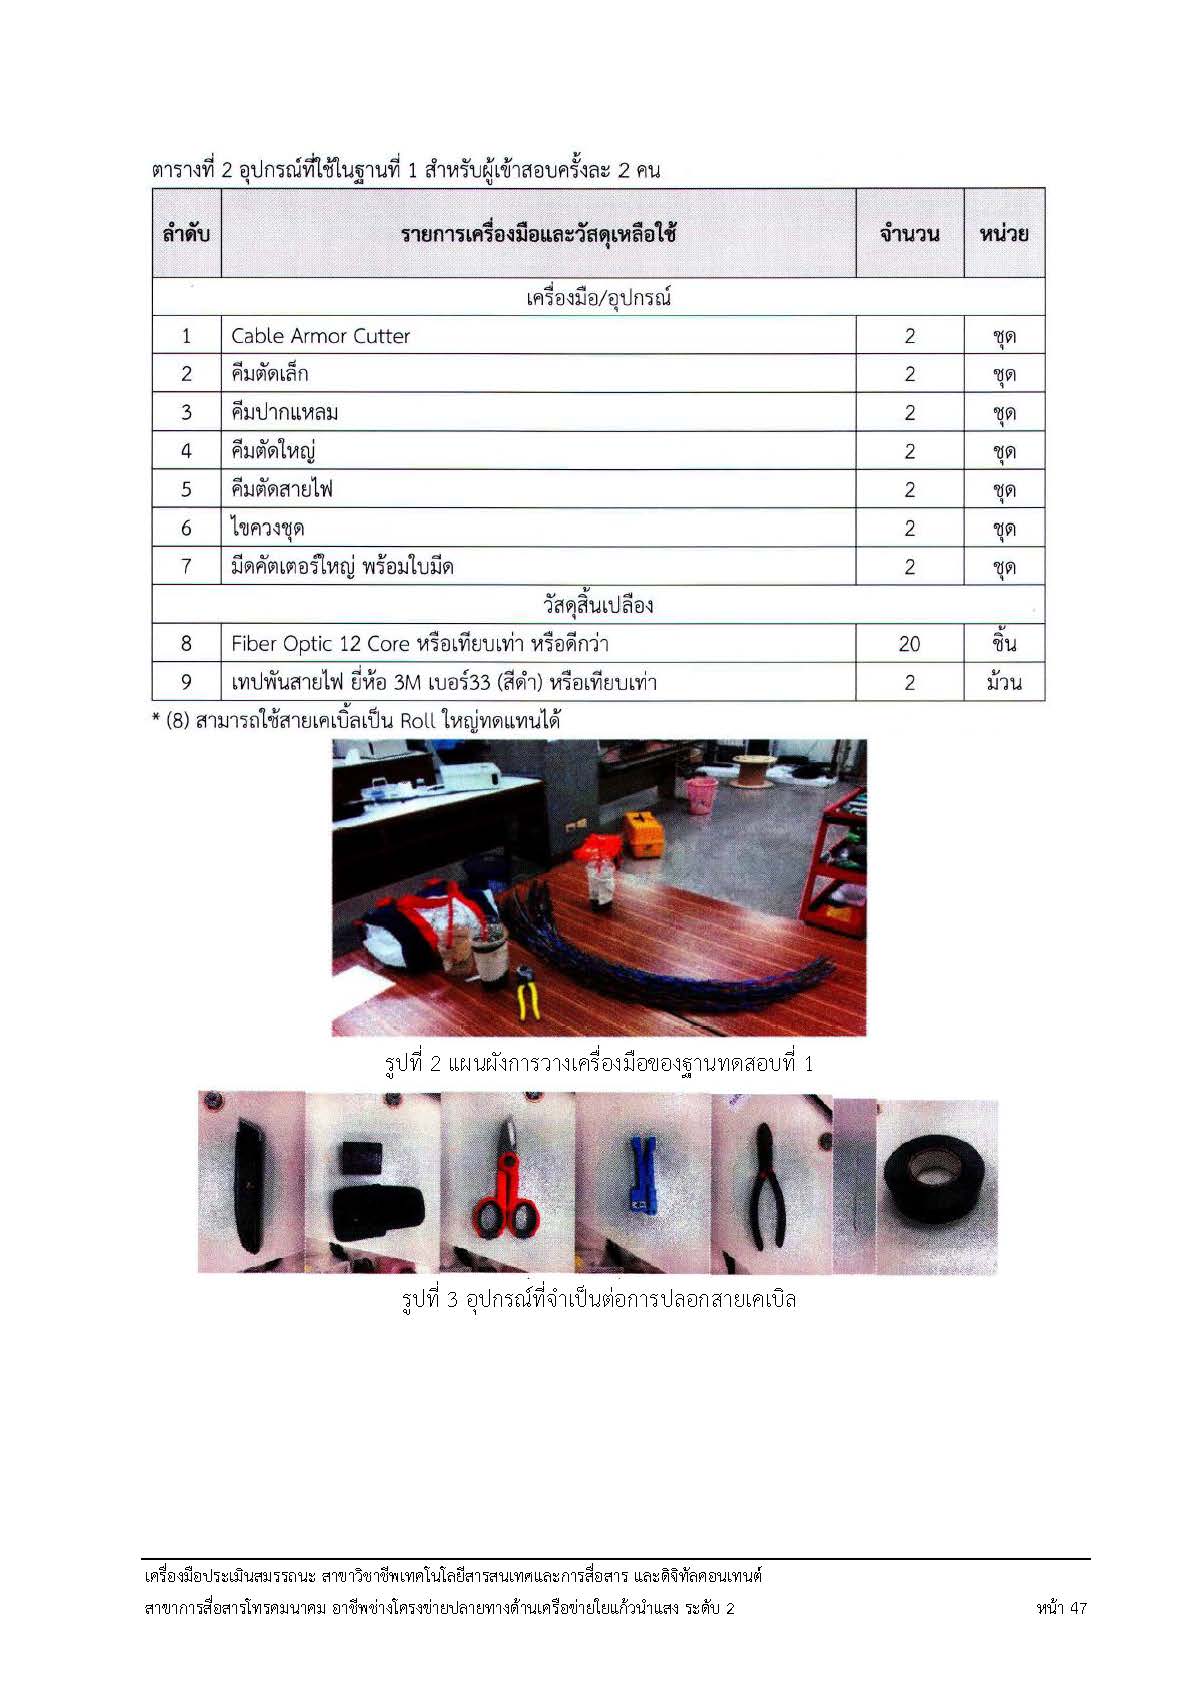 ตารางที่ 2 อุปกรณ์ที่ใช้ในฐานที่ 1 สำหรับผู้เข้าสอบครั้งละ 2 คน
ลำดับ รายการเครื่องมือและวัสดุเหลือใช้ จำนวน หน่วย
เครื่องมือ/อุปกรณ์
1 Cable Armor Cutter 2 ชุด
2 คีมตัดเล็ก 2 ชุด
3 คีมปากแหลม 2 ชุด
4 คีมตัดใหญ่ 2 ชุด
5 คีมตัดสายไฟ 2 ชุด
6 ไขควงชุด 2 ชุด
7 มีดคัตเตอร์ใหญ่ พร้อมใบมีด 2 ชุด
วัสดุสิ้นเปลือง
8 Fiber Optic 12 Core หรือเทียบเท่า หรือดีกว่า 20 ชิ้น
9 เทปพันสายไฟ ยี่ห้อ 3M เบอร์33 (สีดำ) หรือเทียบเท่า 2 ม้วน
* (8) สามารถใช้สายเคเบิ้ลเป็น Roll ใหญ่ทดแทนได้
รูปที่ 2 แผนผังการวางเครื่องมือของฐานทดสอบที่ 1
รูปที่ 3 อุปกรณ์ที่จำเป็นต่อการปลอกสายเคเบิล
เครื่องมือประเมินสมรรถนะ สาขาวิชาชีพเทคโนโลยีสารสนเทศและการสื่อสาร และดิจิทัลคอนเทนต์
สาขาการสื่อสารโทรคมนาคม อาชีพช่างโครงข่ายปลายทางด้านเครือข่ายใยแก้วนำแสง ระดับ 2 หน้า 47